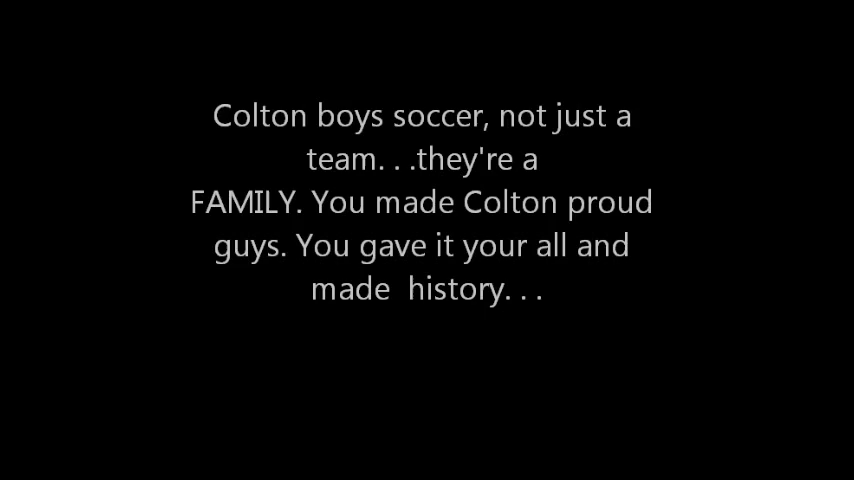 Colton boys soccer, not just a
team. . .they're a
FAMILY. You made Colton proud
guys. You gave it your all and
made  history. . .